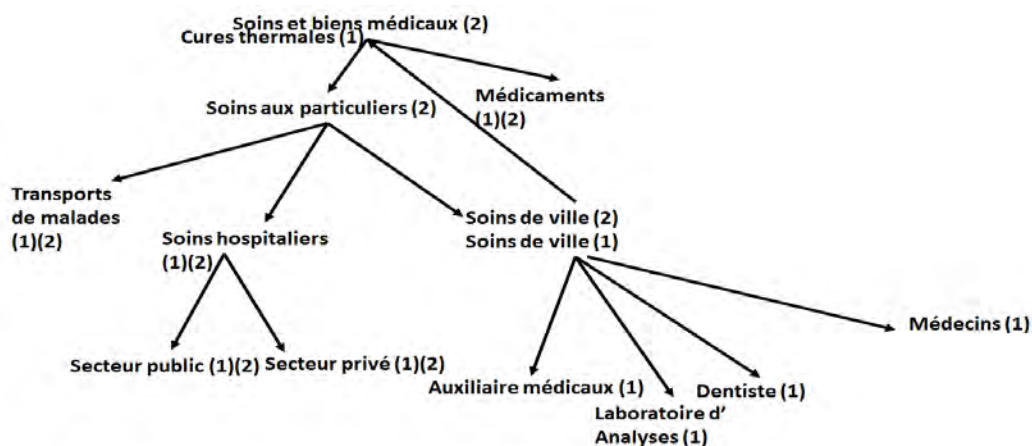 Soins et biens médicaux (2)
Cures thermales (1)
Soins aux particuliers (2)
Médicaments
(1)(2)
Transports
de malades
(1)(2)
Soins hospitaliers
(1)(2)
Soins de ville (2)
Soins de ville (1)
Médecins (1)
Secteur public (1)(2)
Secteur privé (1)(2)
Auxiliaire médicaux (1)
Dentiste (1)
Laboratoire d’
Analyses (1)